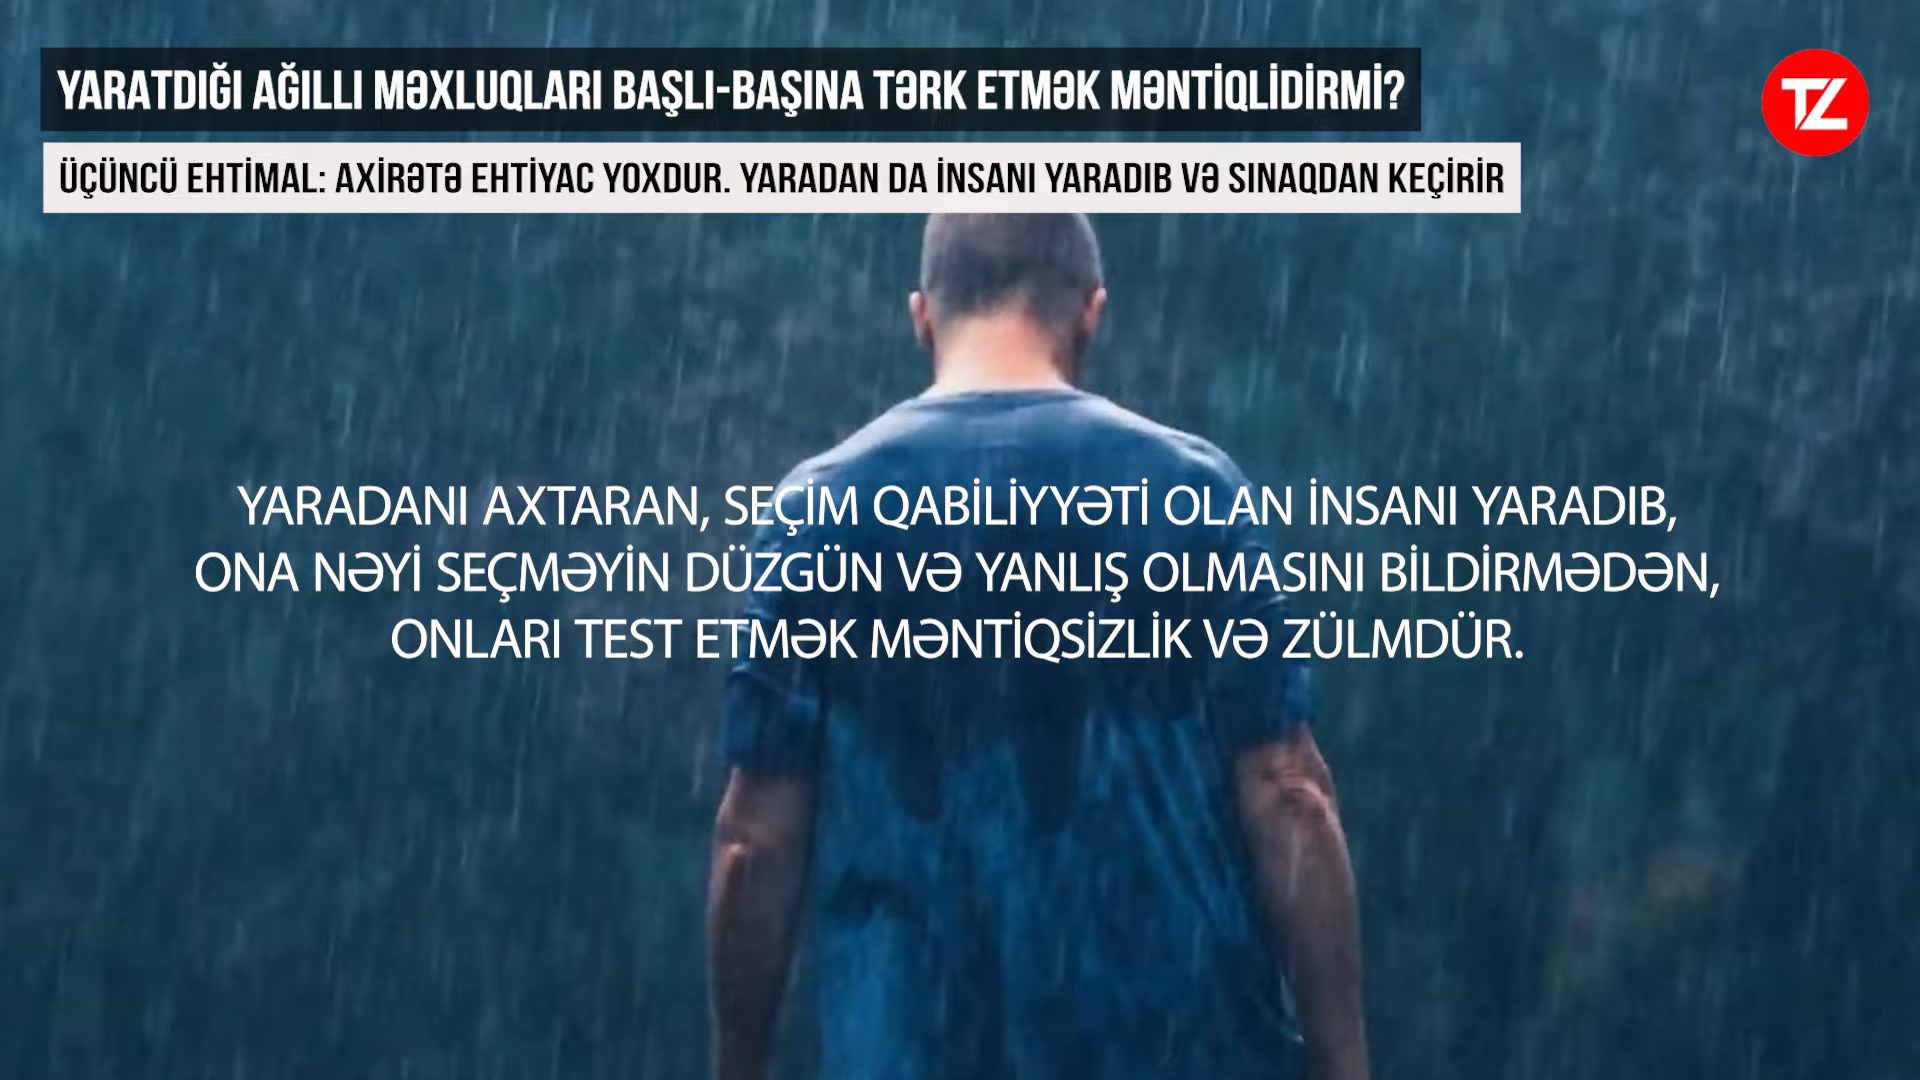 YARATDIĞI AĞILLI MƏXLUQLARI BAŞLI-BAŞINA TƏRK ETMƏK MƏNTİQLİDİRMİ?
TZ
ÜÇÜNCÜ EHTİMAL: AXİRƏTƏ EHTİYAC YOXDUR. YARADAN DA İNSANI YARADIB VƏ SINAQDAN KEÇİRİR
YARADANI AXTARAN, SEÇİM QABİLİYYƏTİ OLAN İNSANI YARADIB,
ONA NƏYİ SEÇMƏYİN DÜZGÜN VƏ YANLIŞ OLMASINI BİLDİRMƏDƏN,
ONLARI TEST ETMƏK MƏNTİQSİZLİK VƏ ZÜLMDÜR.